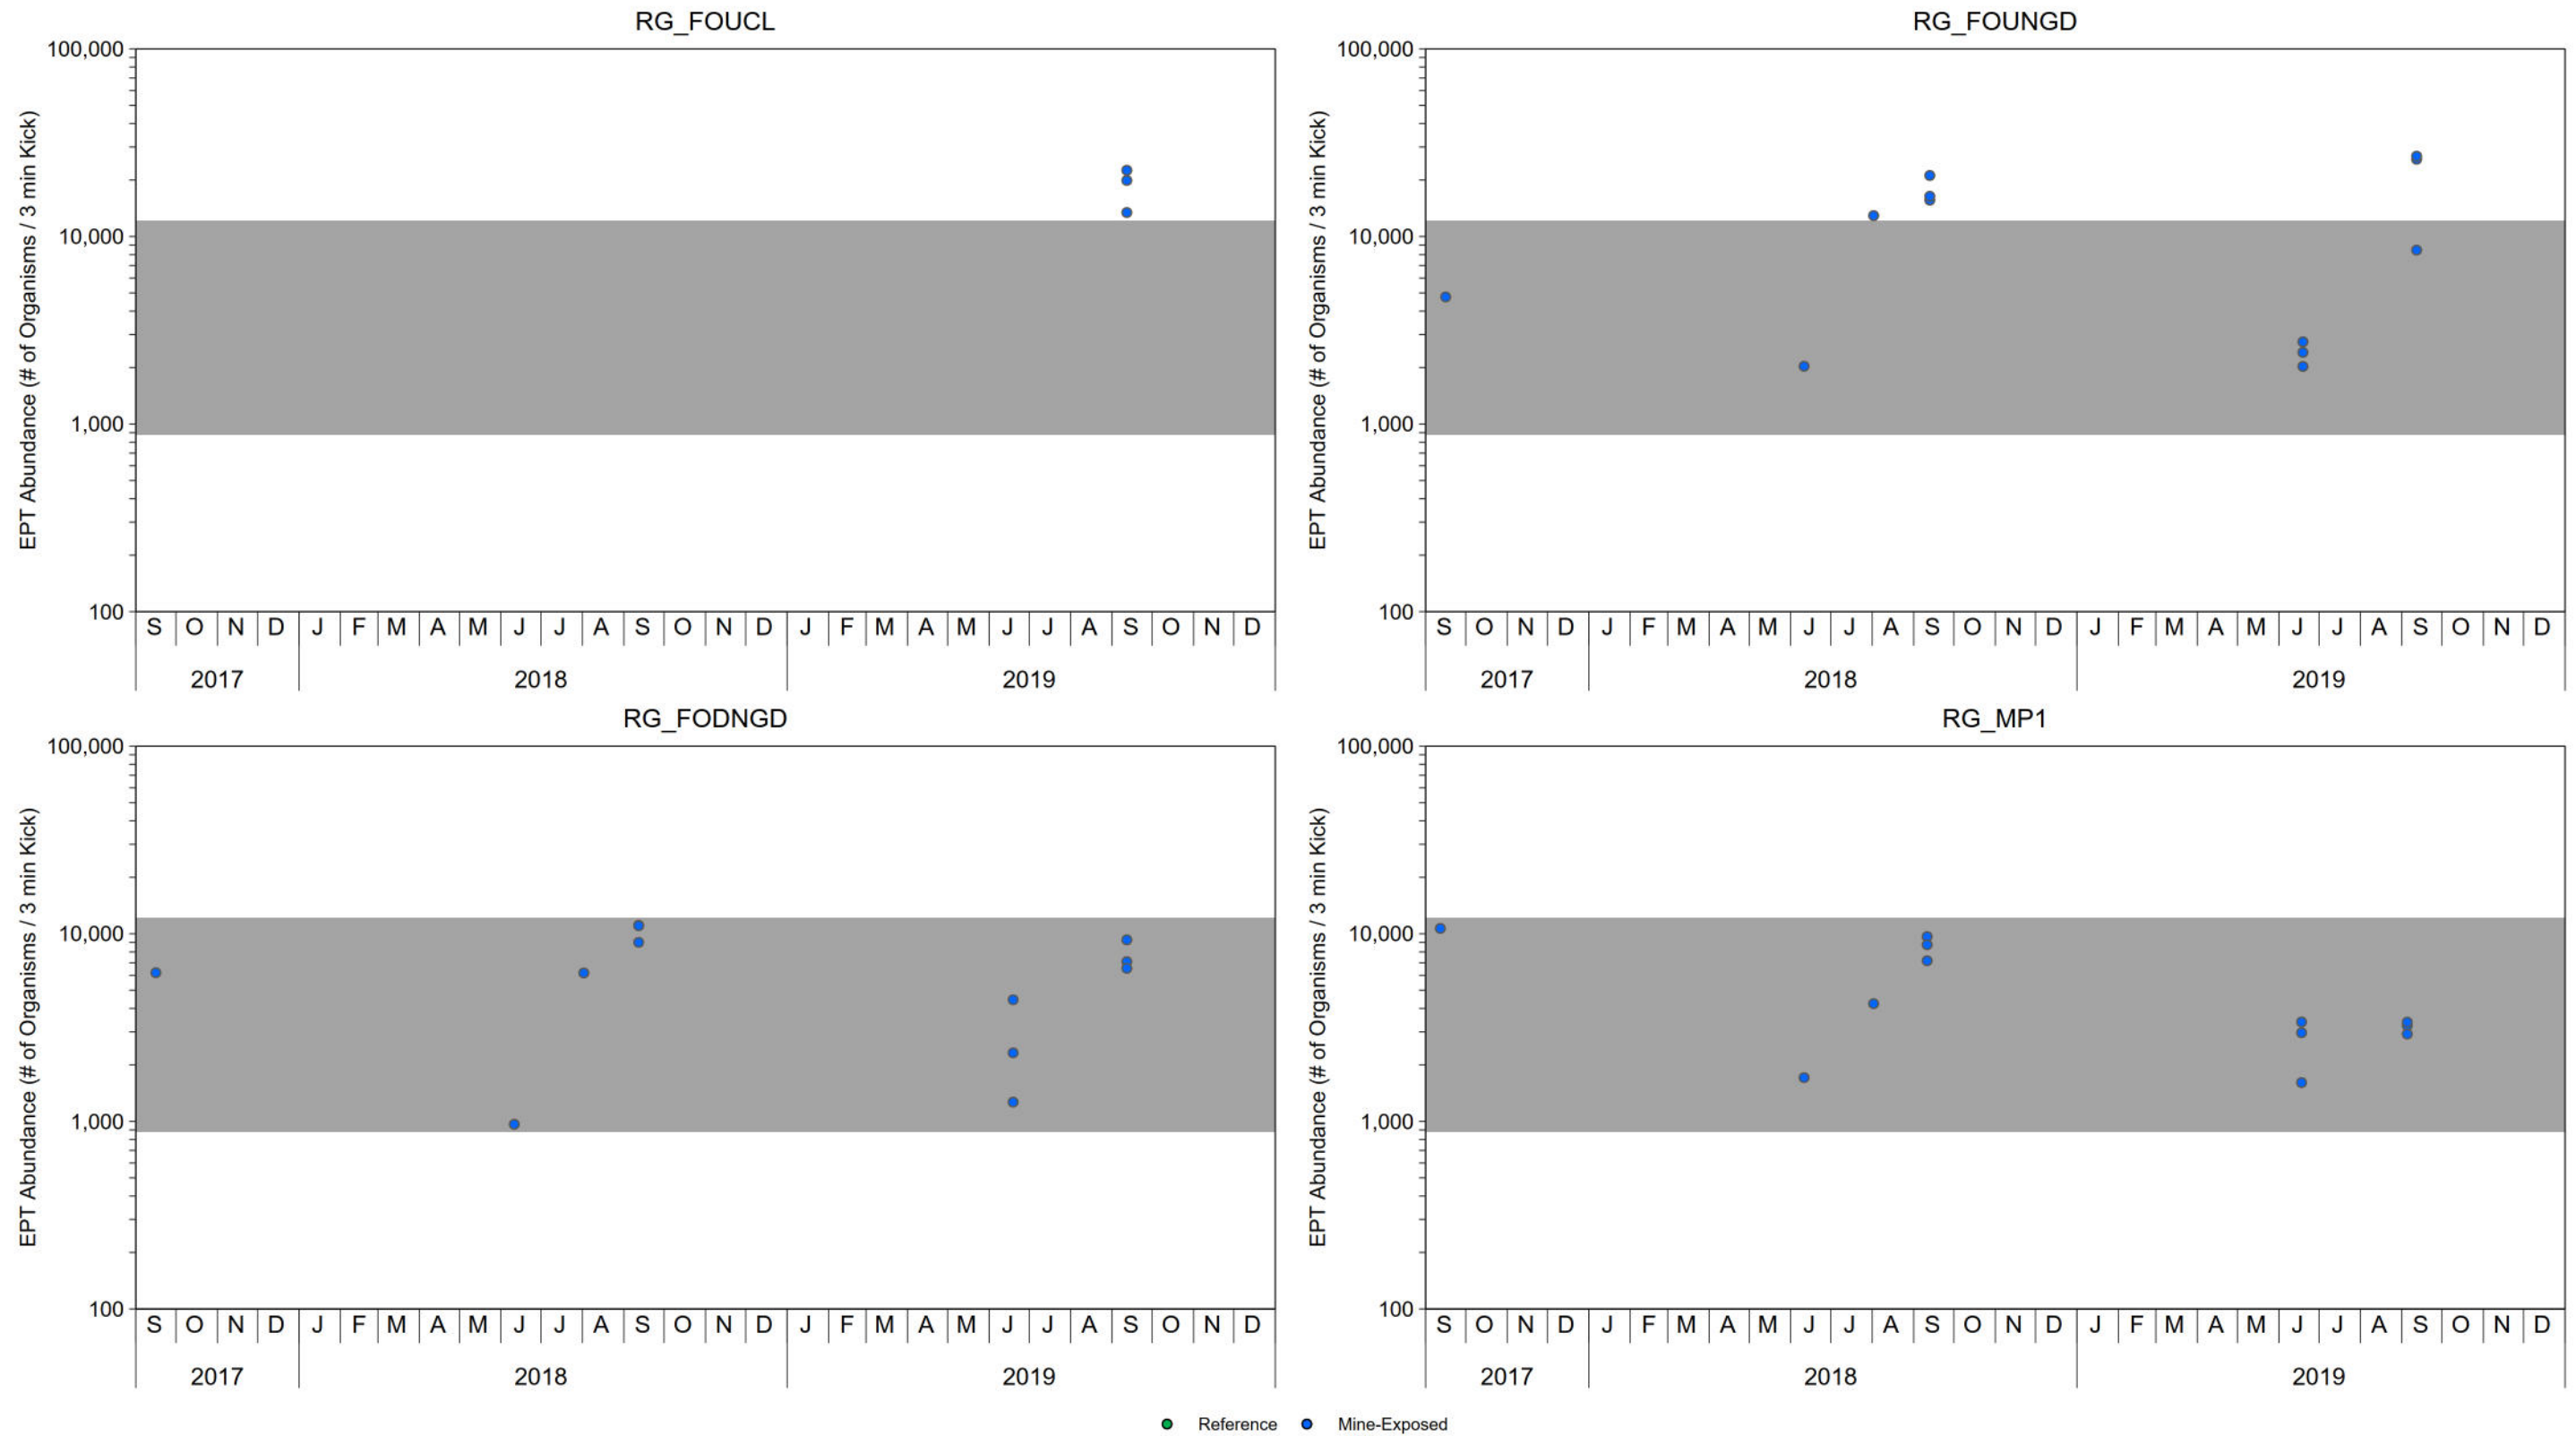 RG_FOUCL
EPT Abundance (# of Organisms / 3 min Kick)
100,000
10,000
1,000
100
S O N D J F M A M J J A S O N D J F M A M J J A S O N D
2017 2018 2019
RG_FOUNGD
EPT Abundance (# of Organisms / 3 min Kick)
100,000
10,000
1,000
100
S O N D J F M A M J J A S O N D J F M A M J J A S O N D
2017 2018 2019
RG_FODNGD
EPT Abundance (# of Organisms / 3 min Kick)
100,000
10,000
1,000
100
S O N D J F M A M J J A S O N D J F M A M J J A S O N D
2017 2018 2019
RG_MP1
EPT Abundance (# of Organisms / 3 min Kick)
100,000
10,000
1,000
100
S O N D J F M A M J J A S O N D J F M A M J J A S O N D
2017 2018 2019
Reference Mine-Exposed